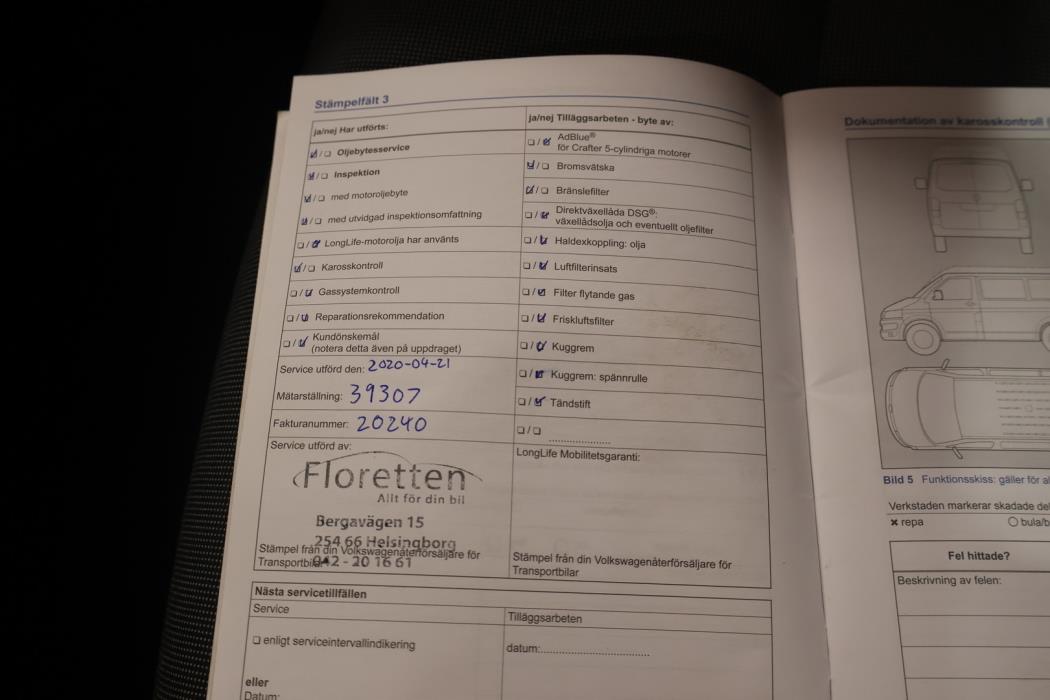 Stämpelfält 3
ja/nej Har utförts:
☑/☐ Oljebytesservice
☑/☐ Inspektion
☑/☐ med motoroljebyte
☑/☐ med utvidgad inspektionsomfattning
☐/☑ LongLife-motorolja har använts
☑/☐ Karosskontroll
☐/☑ Gassystemkontroll
☐/☑ Reparationsrekommendation
☐/☑ Kundönskemål
(notera detta även på uppdraget)
Service utförd den: 2020-04-21
Mätarställning: 39307
Fakturanummer: 20240
Service utförd av:
Floretten
Allt för din bil
Bergavägen 15
254 66 Helsingborg
042 - 20 16 61
Stämpel från din Volkswagenåterförsäljare för
Transportbilar
ja/nej Tilläggsarbeten - byte av:
☐/☑ AdBlue®
för Crafter 5-cylindriga motorer
☑/☐ Bromsvätska
☑/☐ Bränslefilter
☐/☑ Direktväxellåda DSG®:
växellådsolja och eventuellt oljefilter
☐/☑ Haldexkoppling: olja
☐/☑ Luftfilterinsats
☐/☑ Filter flytande gas
☐/☑ Friskluftsfilter
☐/☑ Kuggrem
☐/☑ Kuggrem: spännrulle
☐/☑ Tändstift
☐/☐ ....................
LongLife Mobilitetsgaranti:
Stämpel från din Volkswagenåterförsäljare för
Transportbilar
Nästa servicetillfällen
Service
☐ enligt serviceintervallindikering
eller
Datum:
Tilläggsarbeten
datum:..............................
Dokumentation av karosskontroll
Bild 5 Funktionsskiss: gäller för
Verkstaden markerar skadade
✖ repa
○ bula/b
Fel hittade?
Beskrivning av felen: